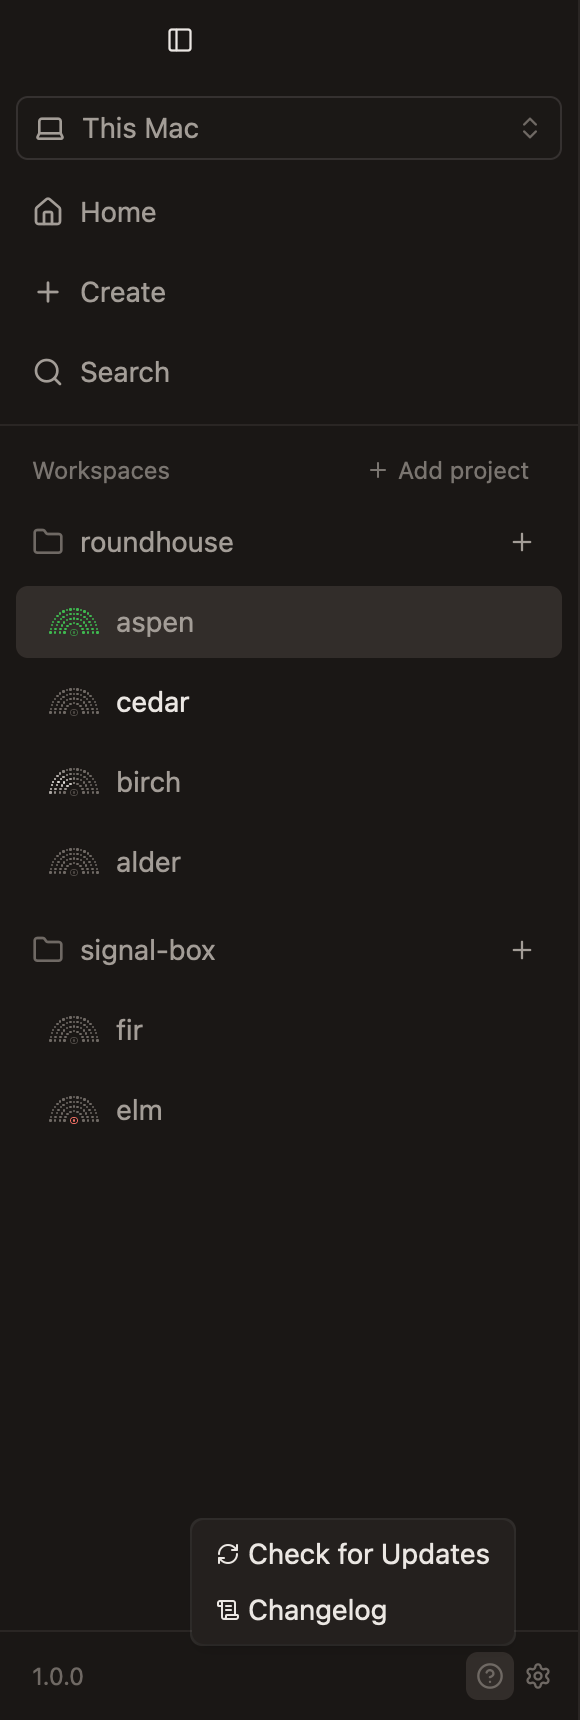 This Mac
Home
Create
Search
Workspaces
Add project
roundhouse
aspen
cedar
birch
alder
signal-box
fir
elm
Check for Updates
Changelog
1.0.0